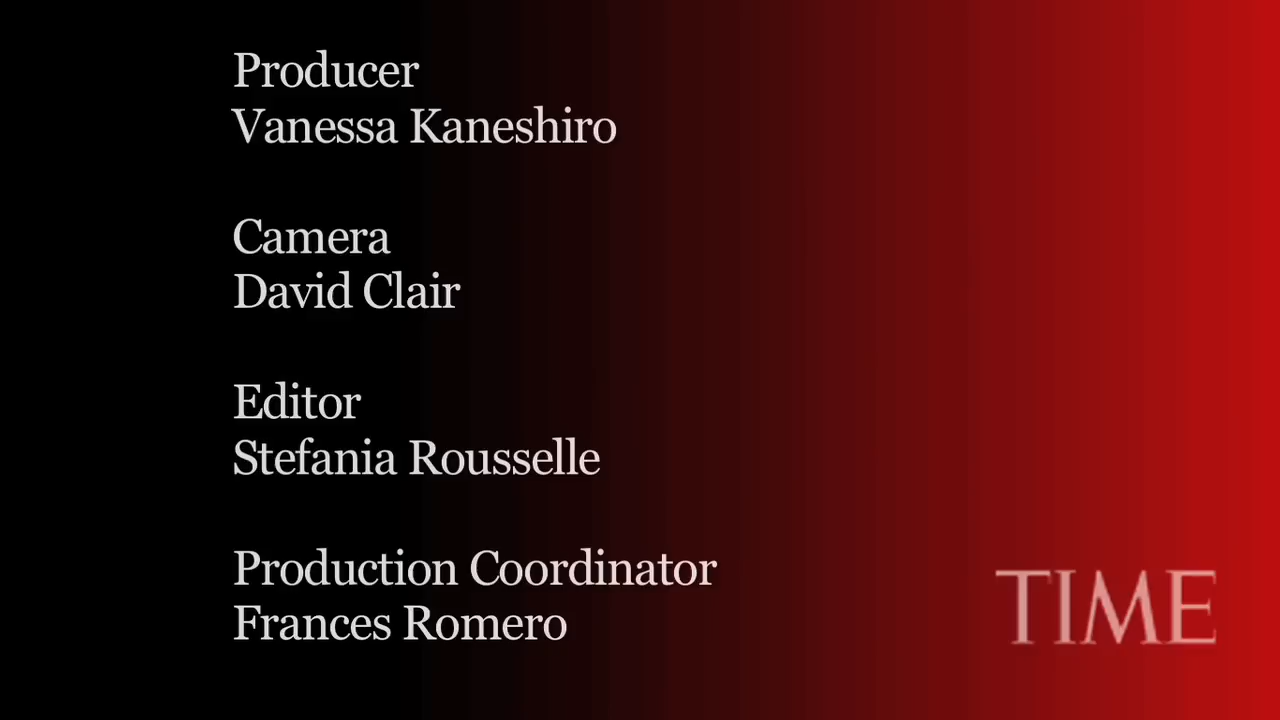 Producer
Vanessa Kaneshiro
Camera
David Clair
Editor
Stefania Rousselle
Production Coordinator
Frances Romero
TIME